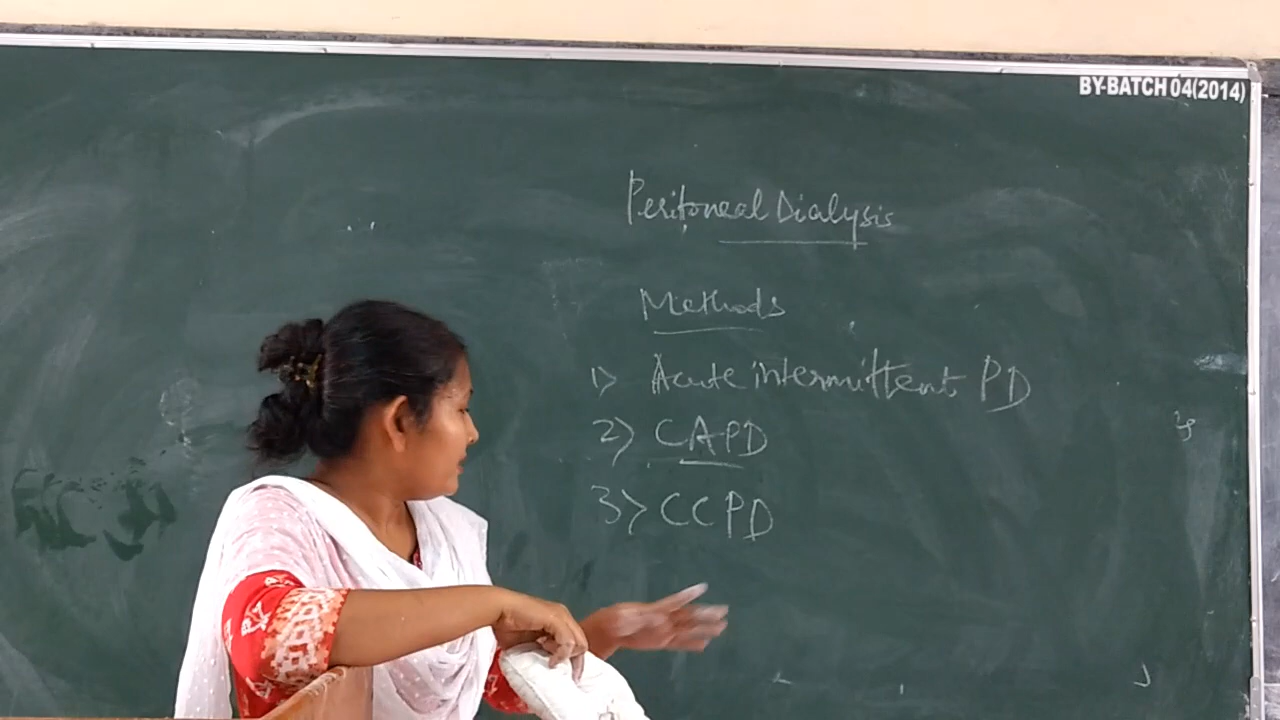 BY-BATCH 04(2014)
Peritoneal Dialysis
Methods
1) Acute intermittent PD
2) CAPD
3) CCPD